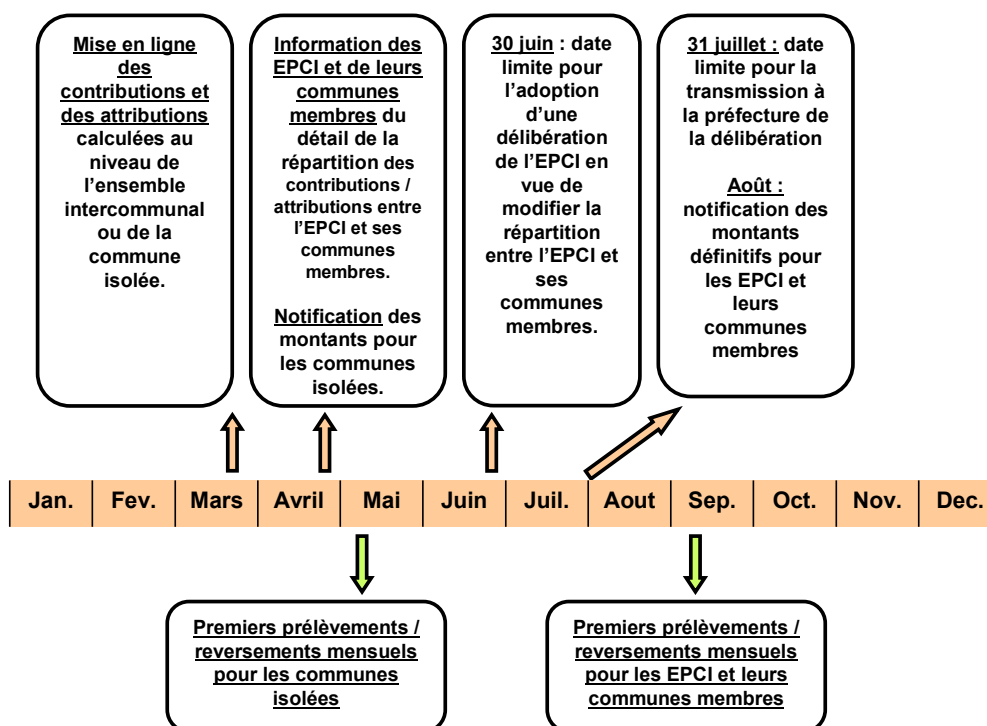 Mise en ligne
des
contributions et
des attributions
calculées au
niveau de
l'ensemble
intercommunal
ou de la
commune
isolée.
Information des
EPCI et de leurs
communes
membres du
détail de la
répartition des
contributions /
attributions entre
l'EPCI et ses
communes
membres.
Notification des
montants pour
les communes
isolées.
30 juin : date
limite pour
l'adoption
d'une
délibération
de l'EPCI en
vue de
modifier la
répartition
entre l'EPCI et
ses
communes
membres.
31 juillet : date
limite pour la
transmission à
la préfecture de
la délibération
Août :
notification des
montants
définitifs pour
les EPCI et
leurs
communes
membres
Jan. Fev. Mars Avril Mai Juin Juil. Aout Sep. Oct. Nov. Dec.
Premiers prélèvements /
reversements mensuels
pour les communes
isolées
Premiers prélèvements /
reversements mensuels
pour les EPCI et leurs
communes membres